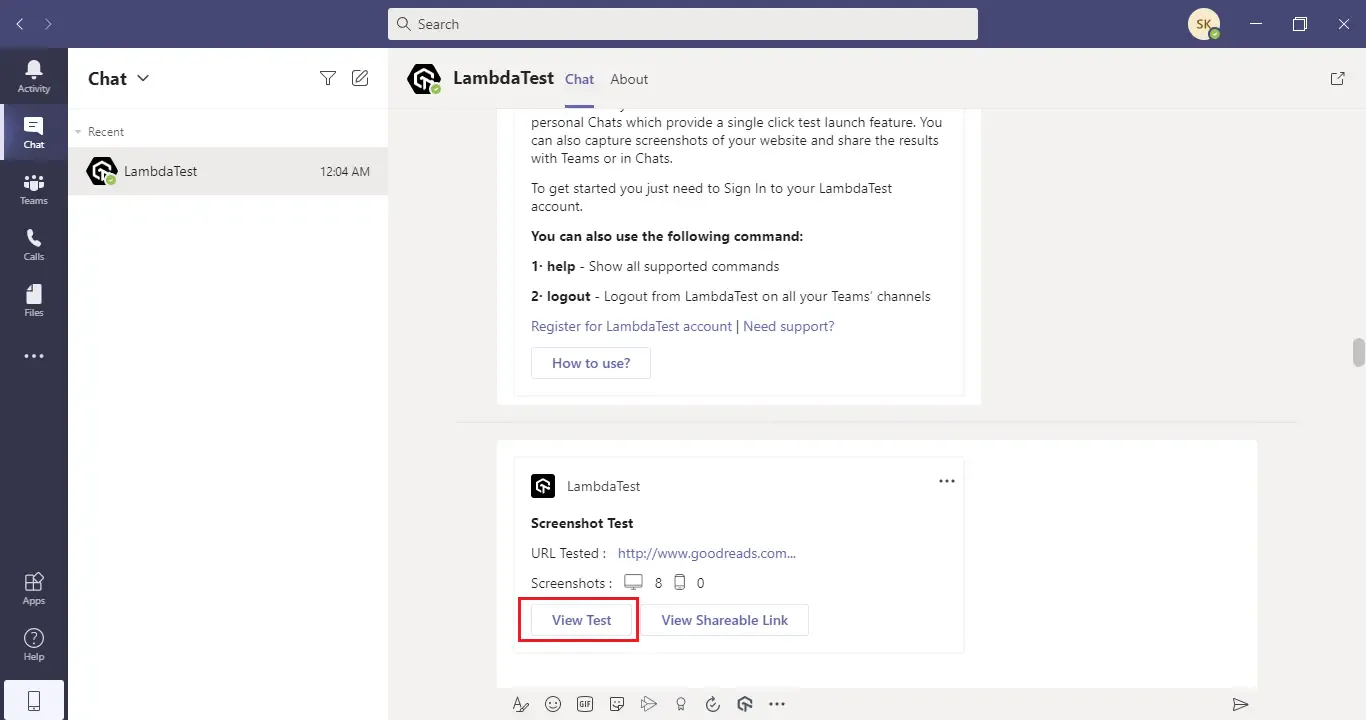 Search
SK
Activity
Chat
Teams
Calls
Files
Apps
Help
Chat
Recent
LambdaTest 12:04 AM
LambdaTest Chat About
personal Chats which provide a single click test launch feature. You
can also capture screenshots of your website and share the results
with Teams or in Chats.
To get started you just need to Sign In to your LambdaTest
account.
You can also use the following command:
1· help - Show all supported commands
2· logout - Logout from LambdaTest on all your Teams’ channels
Register for LambdaTest account | Need support?
How to use?
LambdaTest
Screenshot Test
URL Tested : http://www.goodreads.com...
Screenshots : 8 0
View Test View Shareable Link
GIF